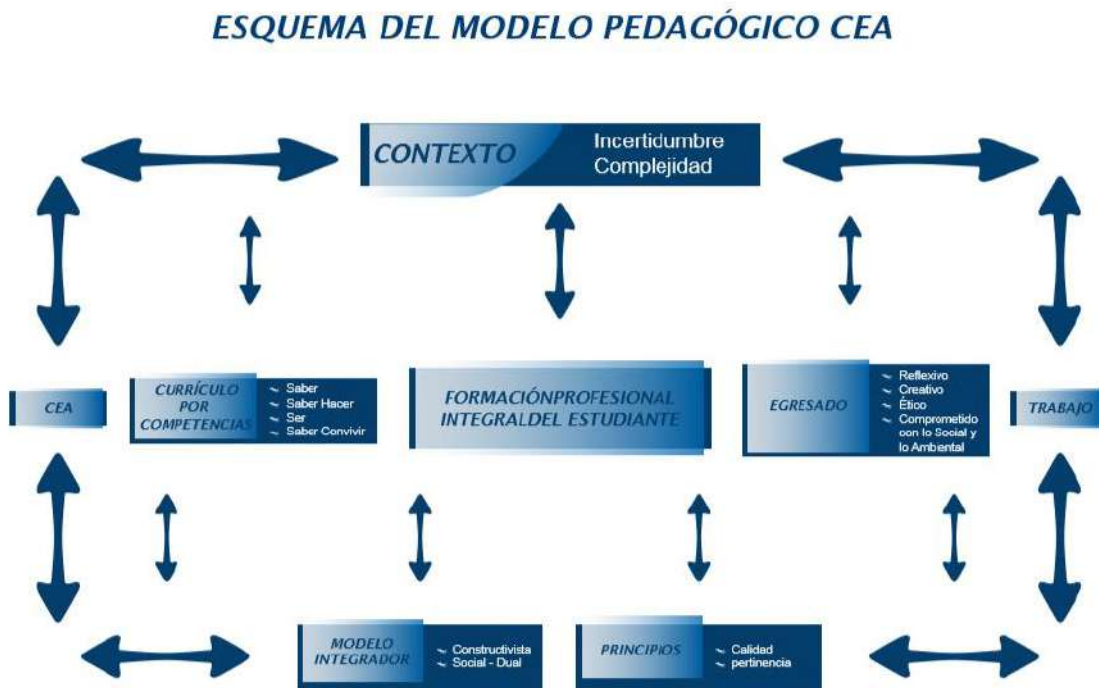 ESQUEMA DEL MODELO PEDAGÓGICO CEA
CONTEXTO
Incertidumbre
Complejidad
CEA
CURRÍCULO
POR
COMPETENCIAS
Saber
Saber Hacer
Ser
Saber Convivir
FORMACIÓNPROFESIONAL
INTEGRALDEL ESTUDIANTE
EGRESADO
Reflexivo
Creativo
Ético
Comprometido
con lo Social y
lo Ambiental
TRABAJO
MODELO
INTEGRADOR
Constructivista
Social - Dual
PRINCIPIOS
Calidad
pertinencia